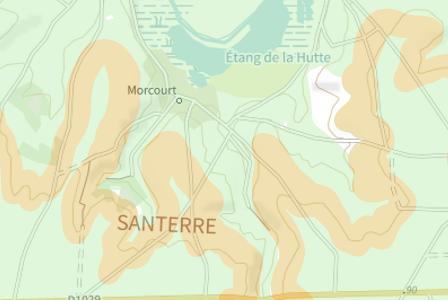 Étang de la Hutte
Morcourt
SANTERRE
90
D1029